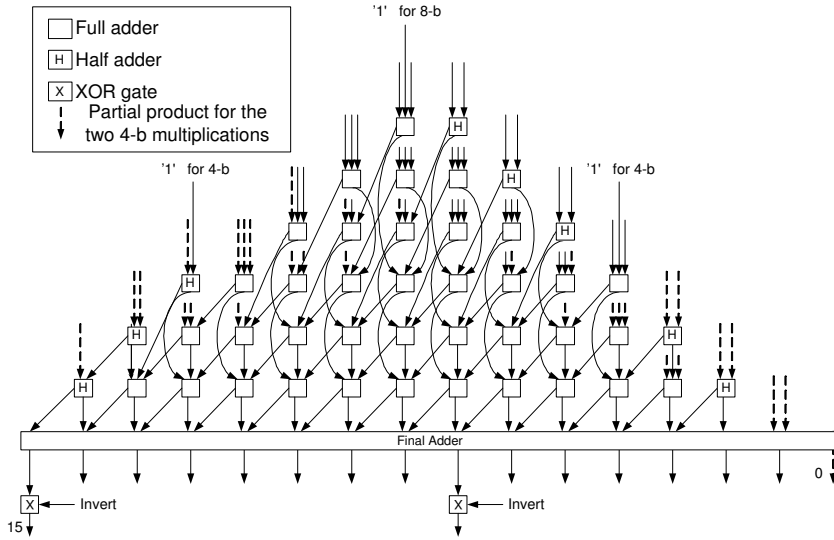 '1' for 8-b
Full adder
H Half adder
X XOR gate
Partial product for the
two 4-b multiplications
H
'1' for 4-b
H
'1' for 4-b
H
H
H
H
H
H
Final Adder
0
X Invert
X Invert
15